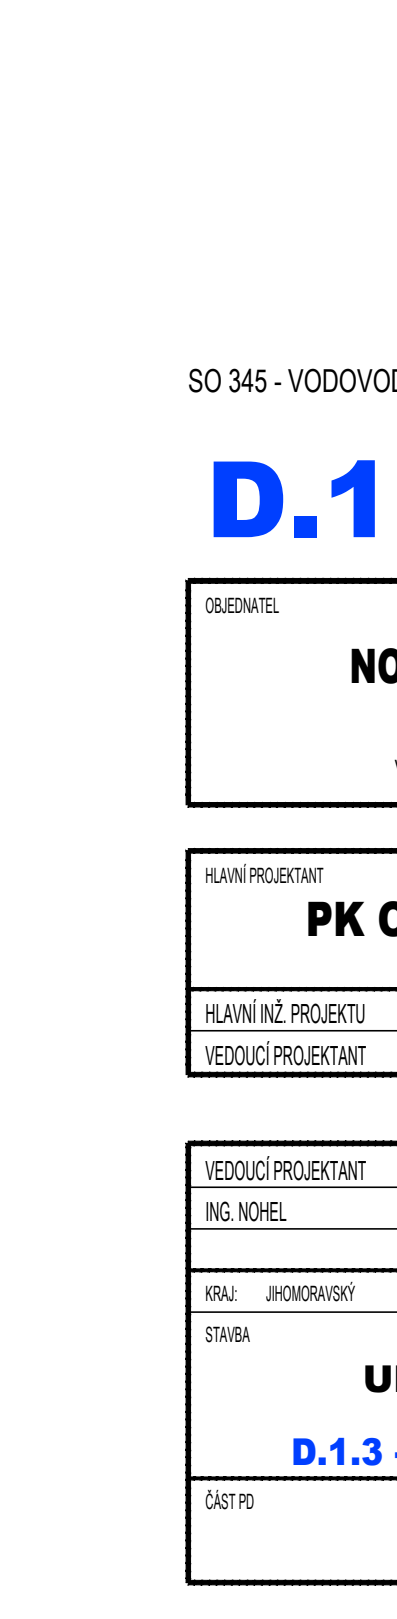 SO 345 - VODOVOD
D.1
OBJEDNATEL
NO
HLAVNÍ PROJEKTANT
PK O
HLAVNÍ INŽ. PROJEKTU
VEDOUCÍ PROJEKTANT
VEDOUCÍ PROJEKTANT
ING. NOHEL
KRAJ: JIHOMORAVSKÝ
STAVBA
D.1.3 -
ČÁST PD